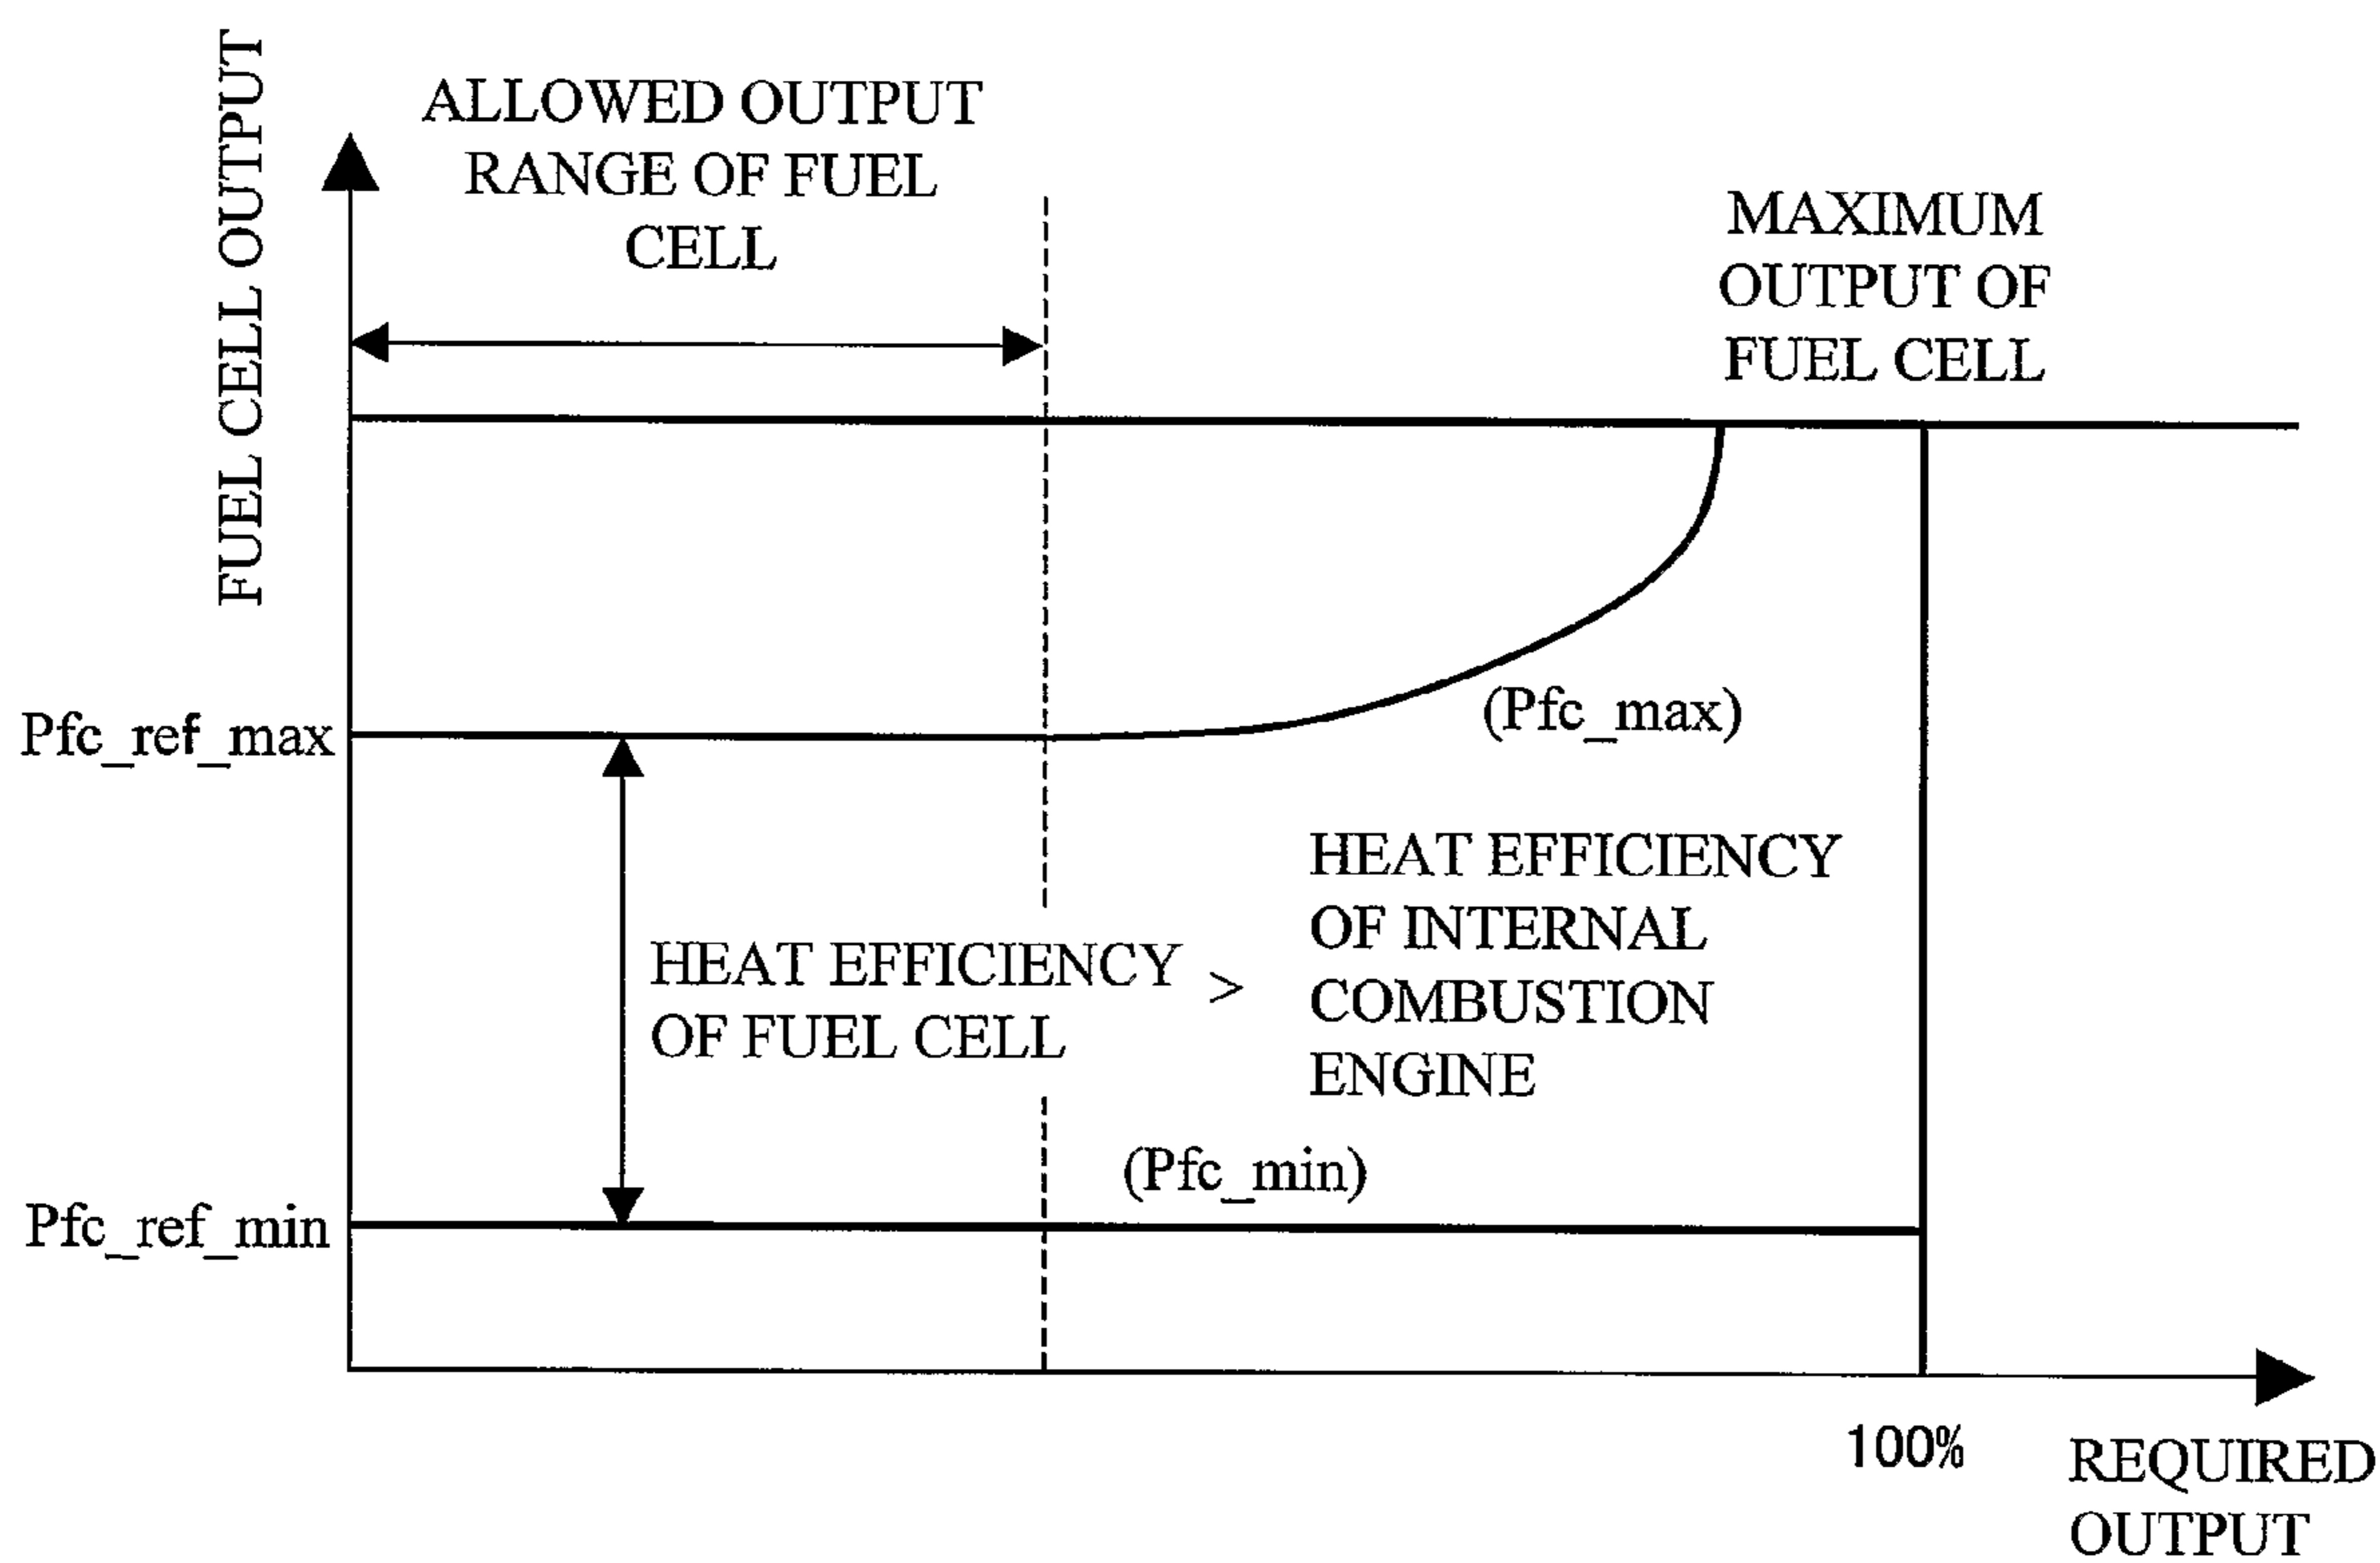 FUEL CELL OUTPUT
ALLOWED OUTPUT
RANGE OF FUEL
CELL
MAXIMUM
OUTPUT OF
FUEL CELL
Pfc_ref_max
(Pfc_max)
HEAT EFFICIENCY
OF FUEL CELL
>
HEAT EFFICIENCY
OF INTERNAL
COMBUSTION
ENGINE
(Pfc_min)
Pfc_ref_min
100%
REQUIRED
OUTPUT